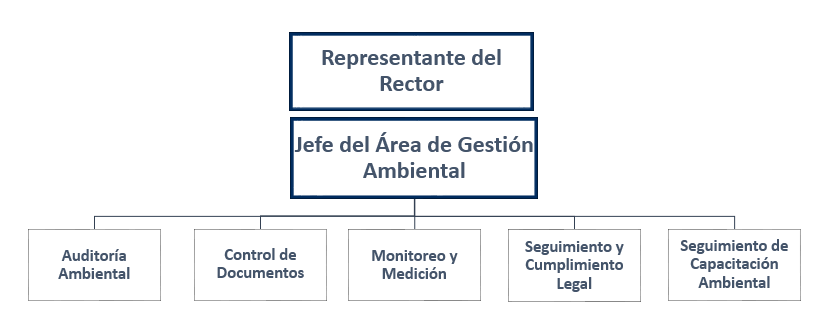 Representante del
Rector
Jefe del Área de Gestión
Ambiental
Auditoría
Ambiental
Control de
Documentos
Monitoreo y
Medición
Seguimiento y
Cumplimiento
Legal
Seguimiento de
Capacitación
Ambiental